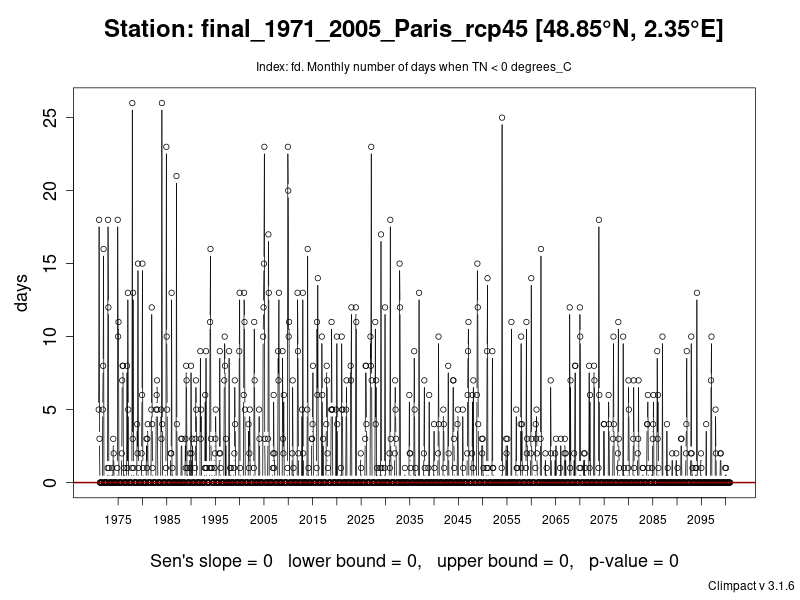 Station: final_1971_2005_Paris_rcp45 [48.85°N, 2.35°E]
Index: fd. Monthly number of days when TN < 0 degrees_C
days
25
20
15
10
5
0
1975 1985 1995 2005 2015 2025 2035 2045 2055 2065 2075 2085 2095
Sen's slope = 0 lower bound = 0, upper bound = 0, p-value = 0
Climpact v 3.1.6